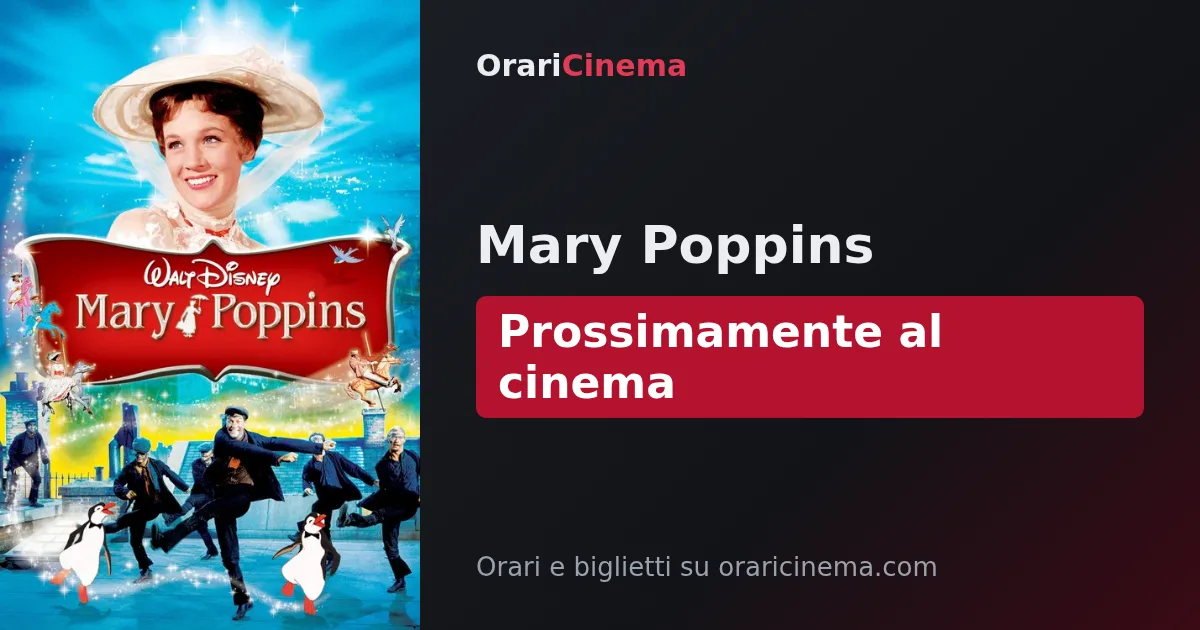 WALT DISNEY
Mary Poppins
OrariCinema
Mary Poppins
Prossimamente al
cinema
Orari e biglietti su oraricinema.com